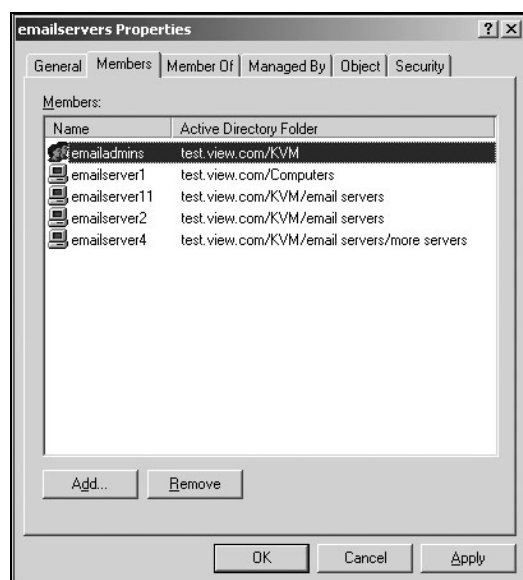 emailservers Properties
? X
General Members Member Of Managed By Object Security
Members:
Name Active Directory Folder
emailadmins test.view.com/KVM
emailserver1 test.view.com/Computers
emailserver11 test.view.com/KVM/email servers
emailserver2 test.view.com/KVM/email servers
emailserver4 test.view.com/KVM/email servers/more servers
Add... Remove
OK Cancel Apply